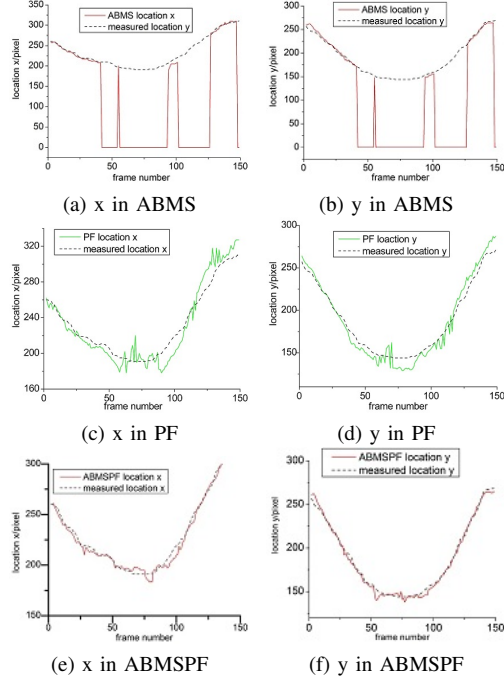 ABMS location x
measured location y
location x/pixel
350
300
250
200
150
100
50
0
0 50 100 150
frame number
(a) x in ABMS
ABMS location y
measured location y
location y/pixel
300
250
200
150
100
50
0
0 50 100 150
frame number
(b) y in ABMS
PF location x
measured location x
location x/pixel
320
280
240
200
160
0 50 100 150
frame number
(c) x in PF
PF loaction y
measured location y
location y/pixel
300
250
200
150
100
0 50 100 150
frame number
(d) y in PF
ABMSPF location x
measured location x
location x/pixel
300
250
200
150
0 50 100 150
frame number
(e) x in ABMSPF
ABMSPF location y
measured location y
location y/pixel
300
250
200
150
100
0 50 100 150
frame number
(f) y in ABMSPF